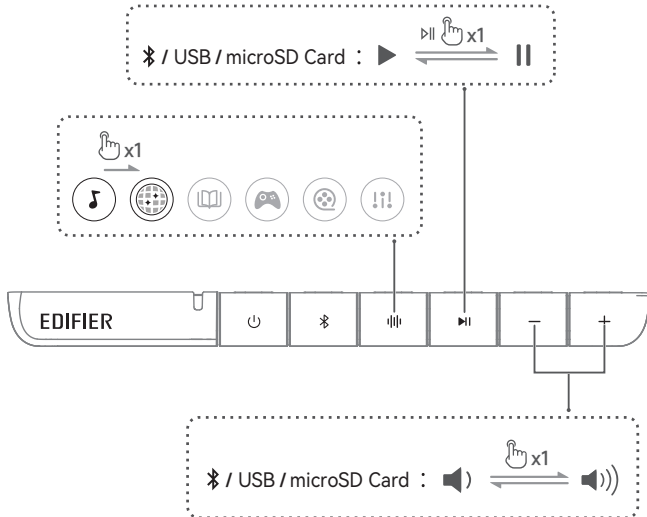 x1
/ USB / microSD Card :
x1
EDIFIER
x1
/ USB / microSD Card :